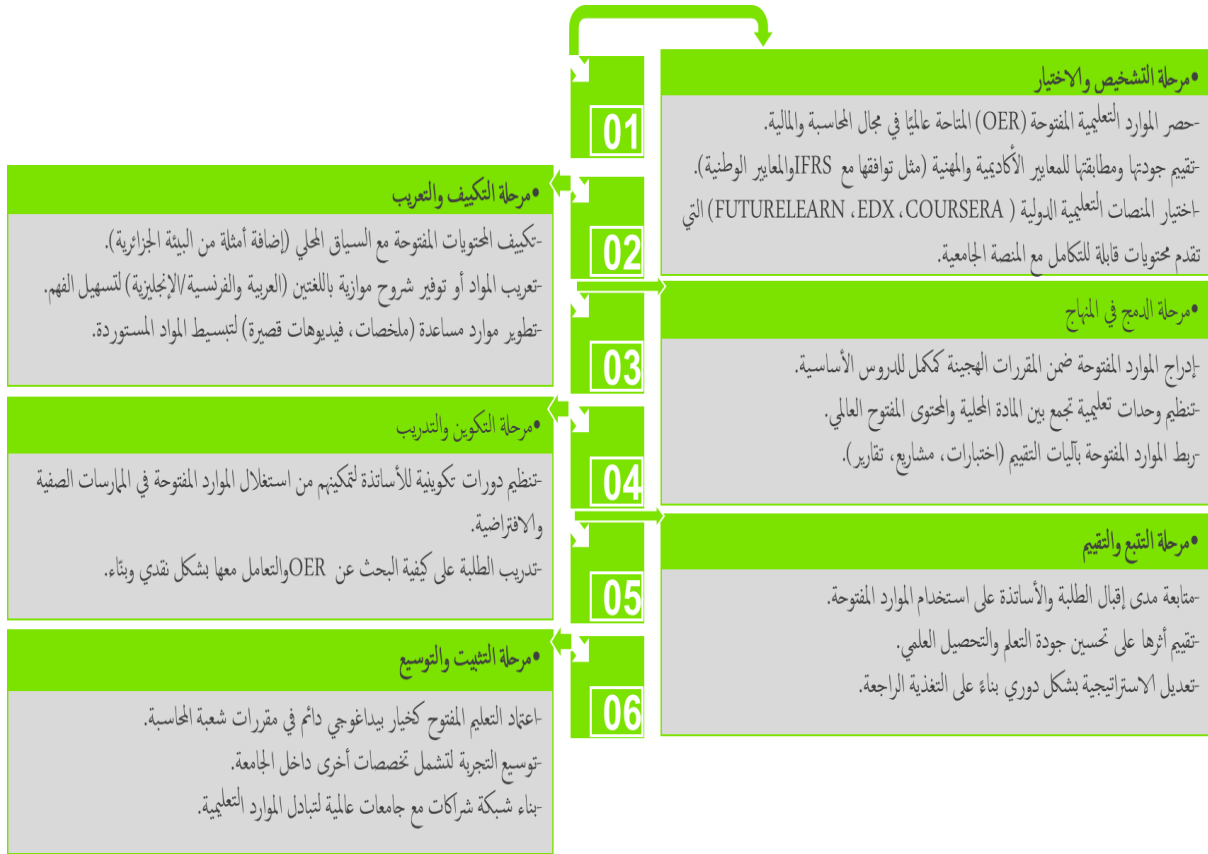 01
•مرحلة التشخيص والاختيار
-حصر الموارد التعليمية المفتوحة (OER) المتاحة عالميًا في مجال المحاسبة والمالية.
-تقييم جودتها ومطابقتها للمعايير الأكاديمية والمهنية (مثل توافقها مع IFRSوالمعايير الوطنية).
-اختيار المنصات التعليمية الدولية ( FUTURELEARN ،EDX ،COURSERA) التي
تقدم محتويات قابلة للتكامل مع المنصة الجامعية.
02
•مرحلة التكييف والتعريب
-تكييف المحتويات المفتوحة مع السياق المحلي (إضافة أمثلة من البيئة الجزائرية).
-تعريب المواد أو توفير شروح موازية باللغتين (العربية والفرنسية/الإنجليزية) لتسهيل الفهم.
-تطوير موارد مساعدة (ملخصات، فيديوهات قصيرة) لتبسيط المواد المستوردة.
03
•مرحلة الدمج في المنهاج
-إدراج الموارد المفتوحة ضمن المقررات الهجينة كمكمل للدروس الأساسية.
-تنظيم وحدات تعليمية تجمع بين المادة المحلية والمحتوى المفتوح العالمي.
-ربط الموارد المفتوحة بآليات التقييم (اختبارات، مشاريع، تقارير).
04
•مرحلة التكوين والتدريب
-تنظيم دورات تكوينية للأساتذة لتمكينهم من استغلال الموارد المفتوحة في الممارسات الصفية
والافتراضية.
-تدريب الطلبة على كيفية البحث عن OERوالتعامل معها بشكل نقدي وبنّاء.
05
•مرحلة التتبع والتقييم
-متابعة مدى إقبال الطلبة والأساتذة على استخدام الموارد المفتوحة.
-تقييم أثرها على تحسين جودة التعلم والتحصيل العلمي.
-تعديل الاستراتيجية بشكل دوري بناءً على التغذية الراجعة.
06
•مرحلة التثبيت والتوسيع
-اعتماد التعليم المفتوح كخيار بيداغوجي دائم في مقررات شعبة المحاسبة.
-توسيع التجربة لتشمل تخصصات أخرى داخل الجامعة.
-بناء شبكة شراكات مع جامعات عالمية لتبادل الموارد التعليمية.